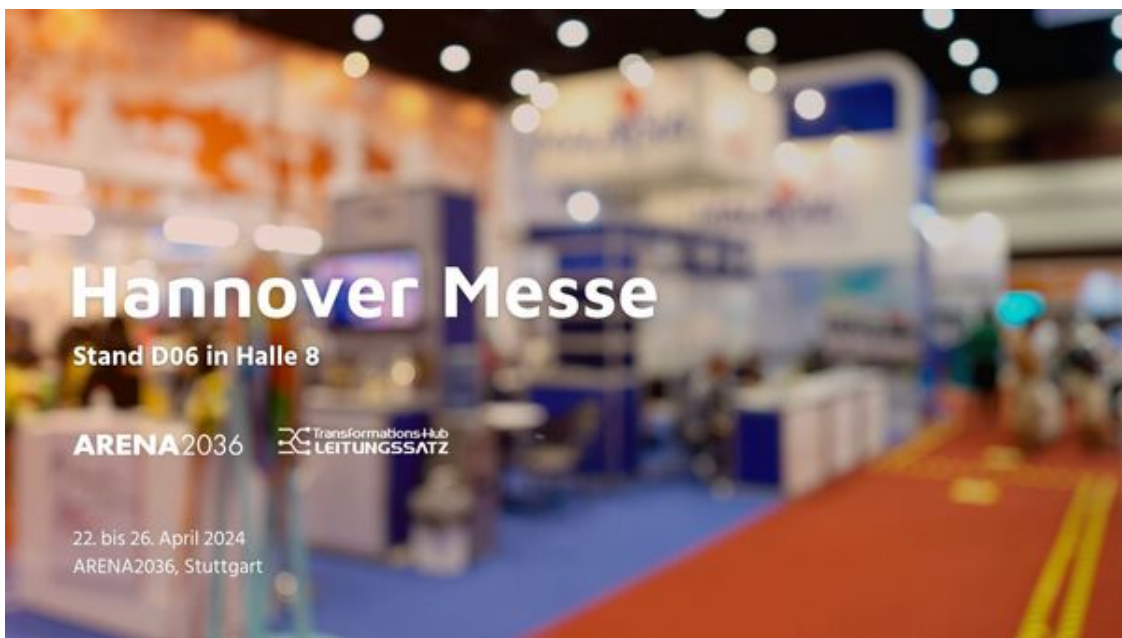 Hannover Messe
Stand D06 in Halle 8
ARENA2036
Transformations-Hub
LEITUNGSSATZ
22. bis 26. April 2024
ARENA2036, Stuttgart